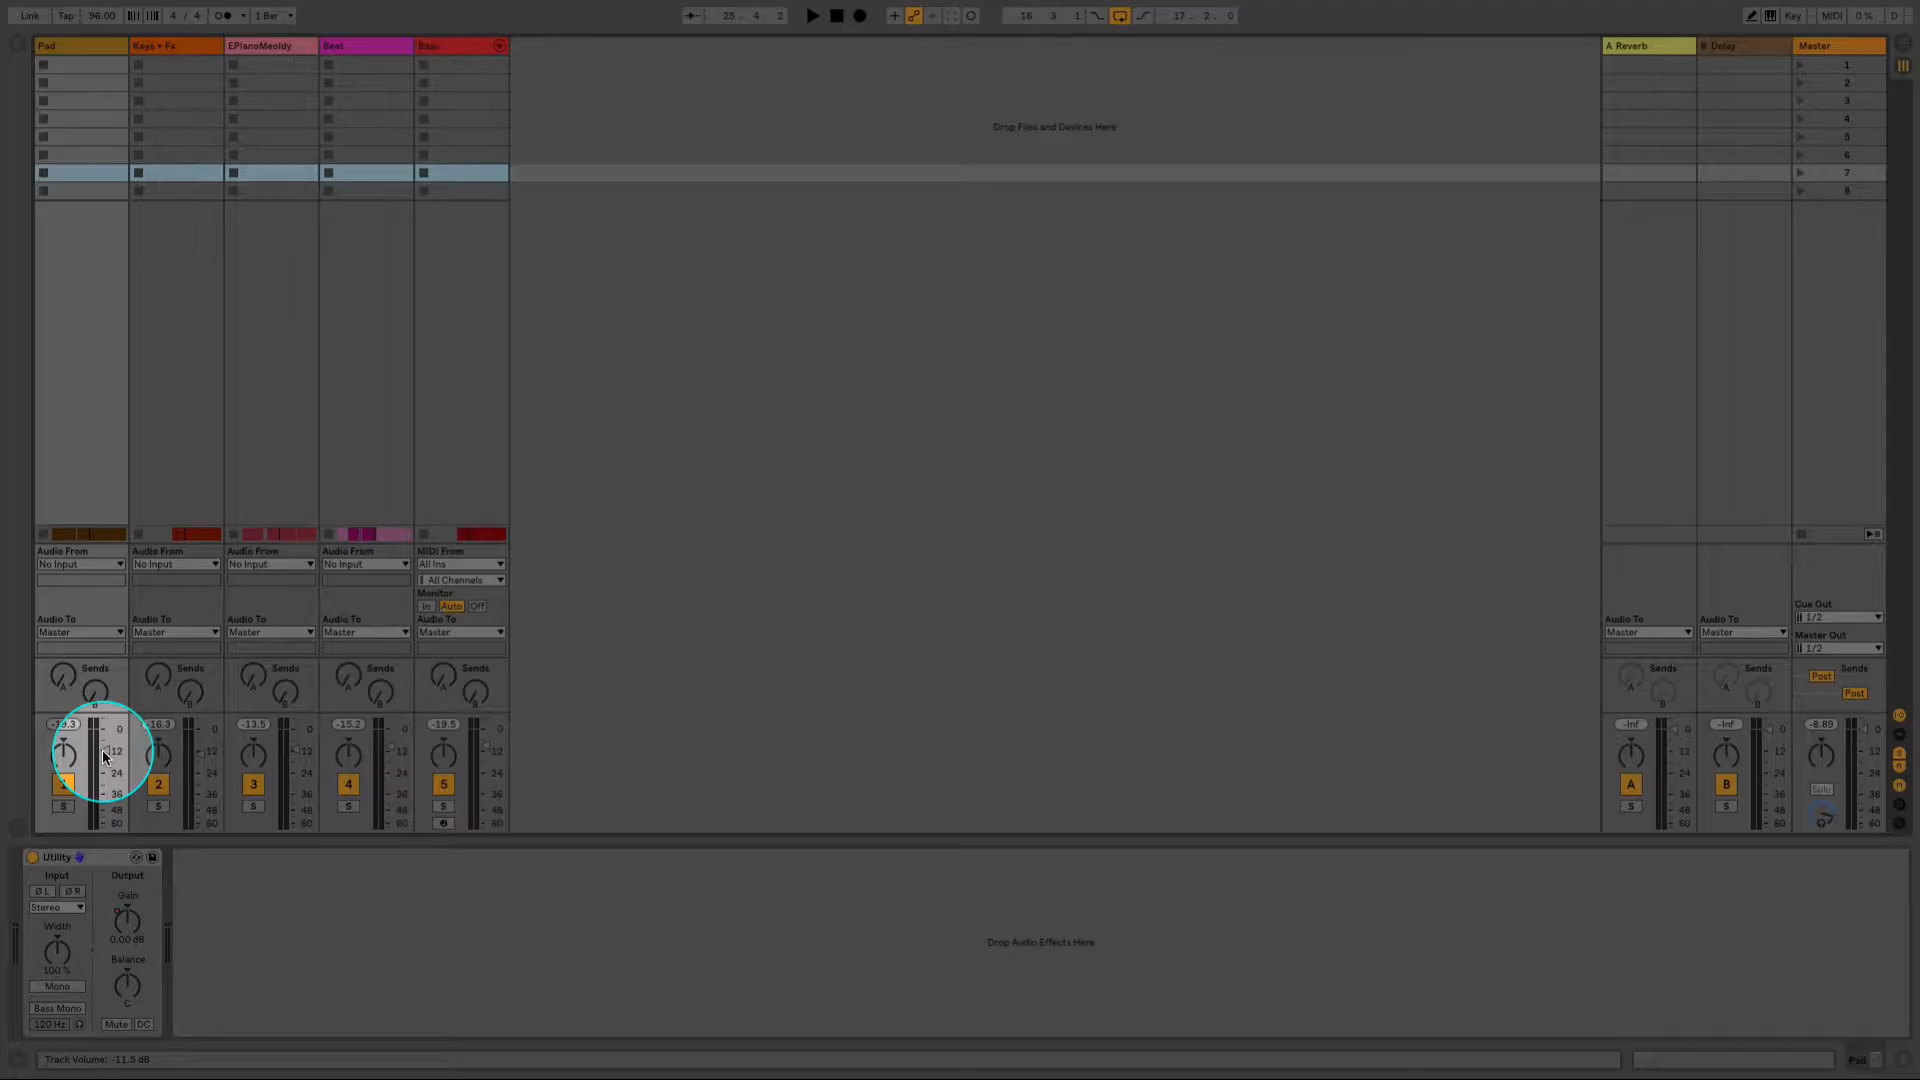 Link Tap 96.00 4 / 4 1 Bar 25 . 4 . 2 16 3 1 17 . 2 . 0 Key MIDI 0 % D
Pad Keys + Fx EPianoMeoldy Beat A Reverb B Delay Master
1
2
3
4
5
6
7
8
Drop Files and Devices Here
Audio From Audio From Audio From Audio From MIDI From
No Input No Input No Input No Input All Ins
All Channels
Monitor
In Auto Off
Audio To Audio To Audio To Audio To Audio To Audio To Audio To
Master Master Master Master Master Master Master
Cue Out
1/2
Master Out
1/2
Sends Sends Sends Sends Sends Sends Sends Sends
A A A A A A A Post
B B B B B B B Post
-16.3 -13.5 -15.2 -19.5 -Inf -Inf -8.89
0 0 0 0 0 0 0 0
12 12 12 12 12 12 12 12
24 24 24 24 24 24 24 24
1 2 3 4 5 A B Solo
36 36 36 36 36 36 36 36
S S S S S S S
48 48 48 48 48 48 48 48
60 60 60 60 60 60 60 60
Utility
Input Output
Ø L Ø R Gain
Stereo
Width 0.00 dB
100 % Balance
Mono C
Bass Mono
120 Hz Mute DC
Drop Audio Effects Here
Track Volume: -11.5 dB
Pad